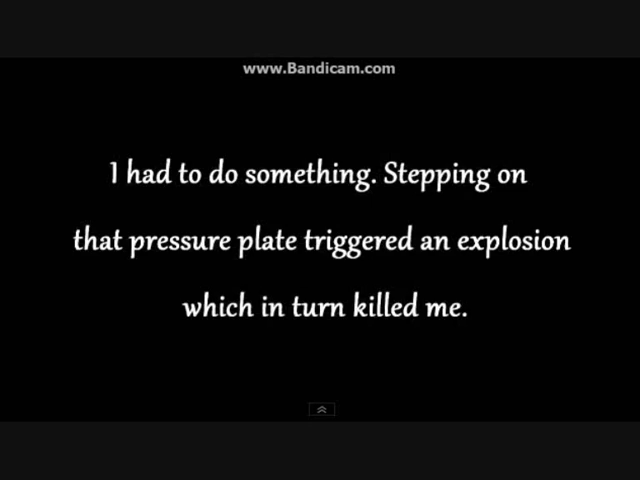 www.Bandicam.com
I had to do something. Stepping on
that pressure plate triggered an explosion
which in turn killed me.